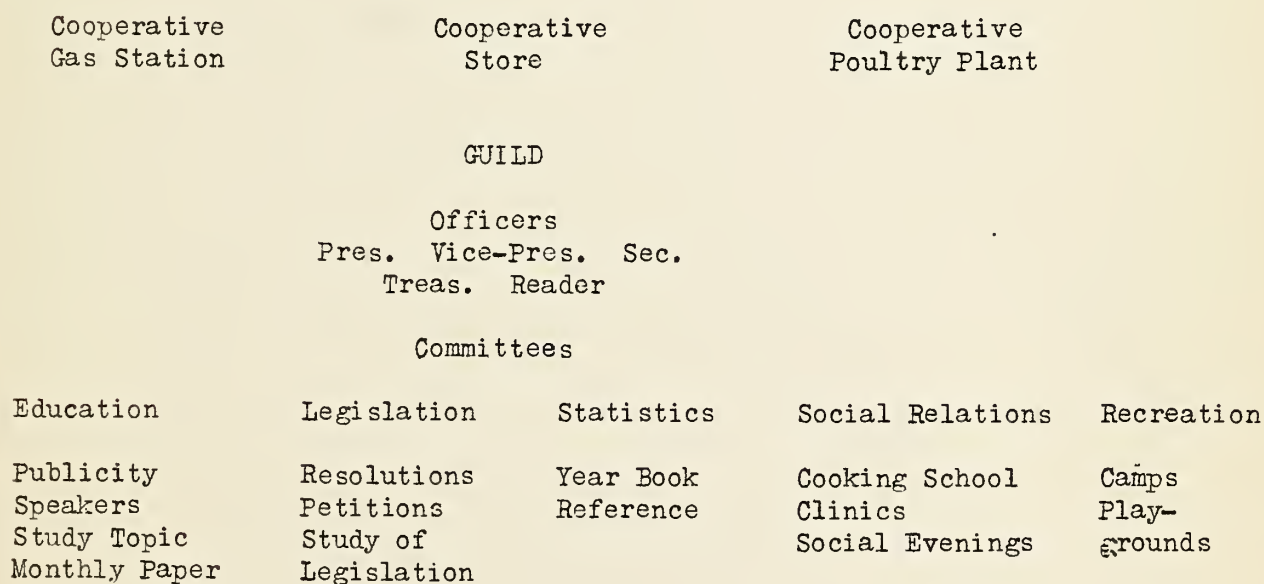 Cooperative Cooperative Cooperative
Gas Station Store Poultry Plant
GUILD
Officers
Pres. Vice-Pres. Sec.
Treas. Reader
Committees
Education Legislation Statistics Social Relations Recreation
Publicity Resolutions Year Book Cooking School Camps
Speakers Petitions Reference Clinics Play-
Study Topic Study of Social Evenings grounds
Monthly Paper Legislation